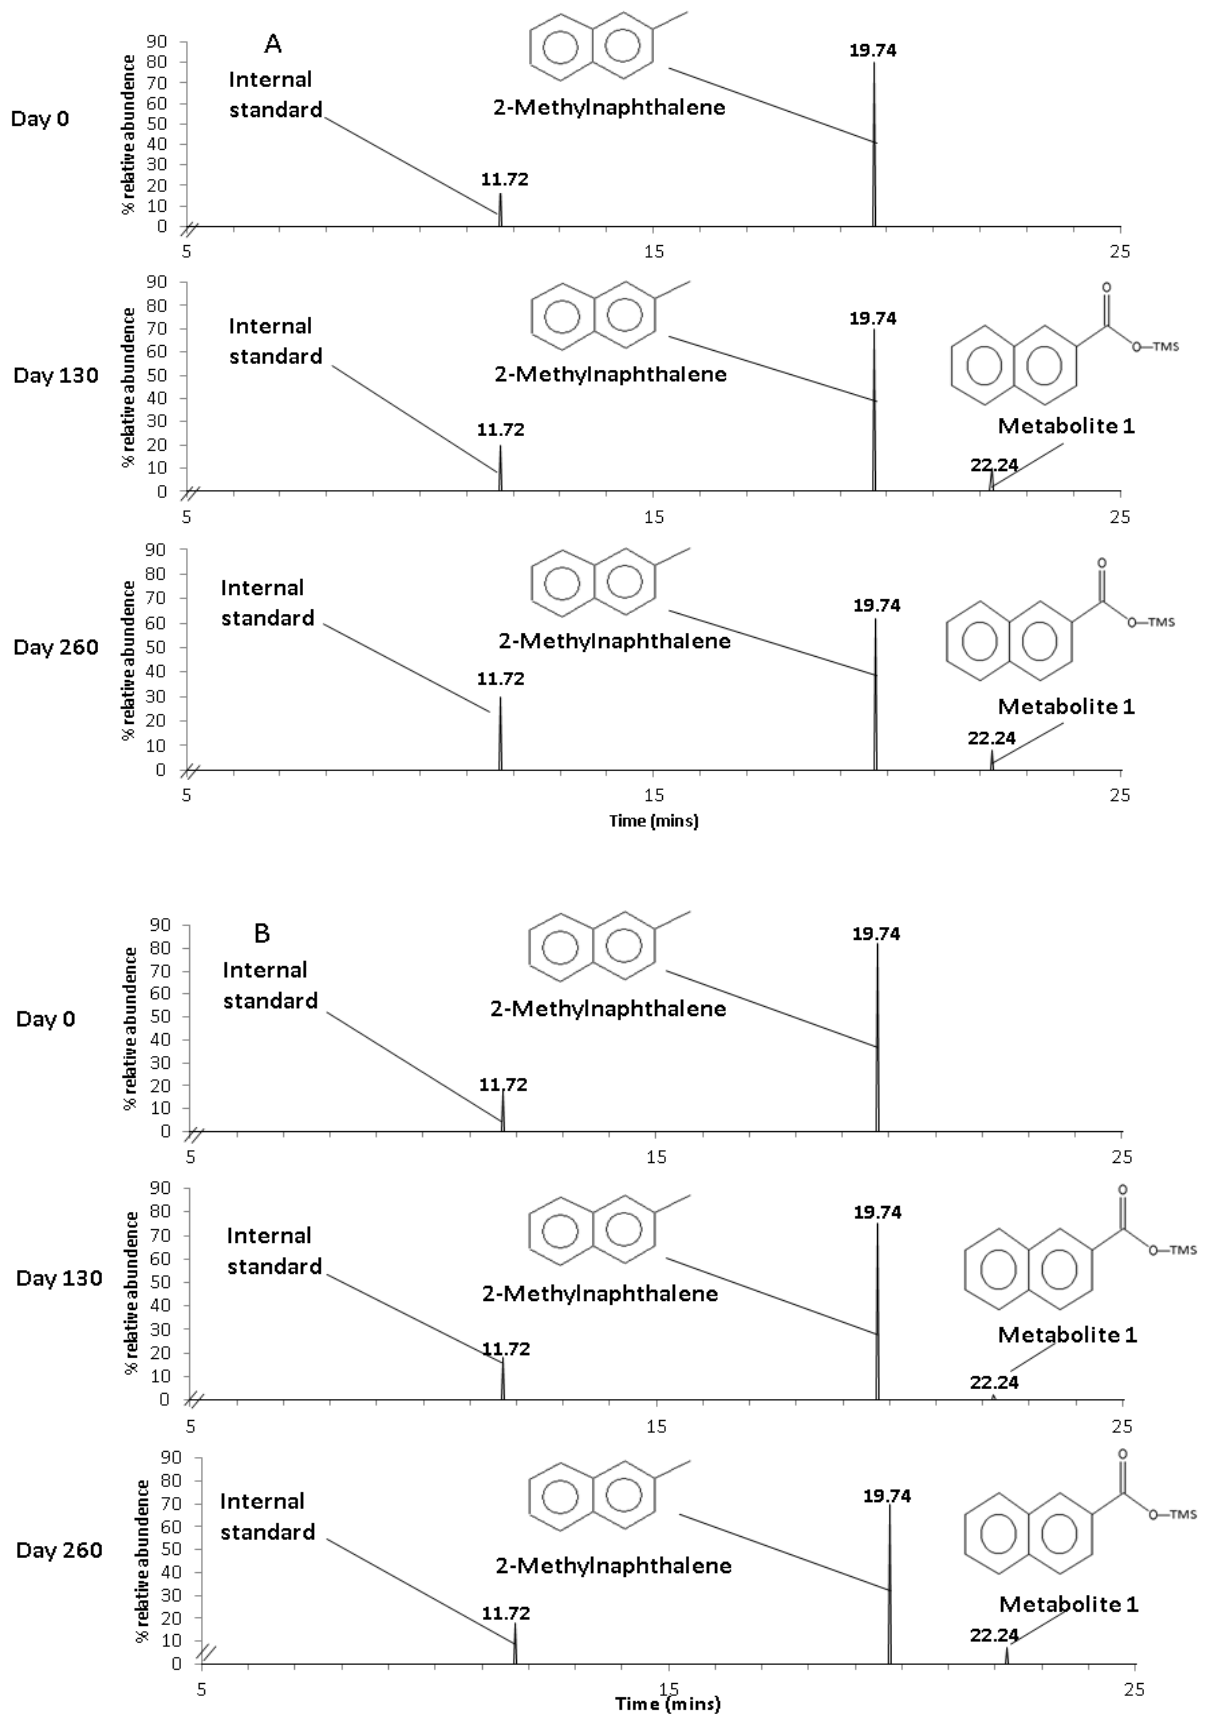 A
Day 0
% relative abundance
90
80
70
60
50
40
30
20
10
0
Internal
standard
11.72
2-Methylnaphthalene
19.74
5
15
25
Day 130
% relative abundance
90
80
70
60
50
40
30
20
10
0
Internal
standard
11.72
2-Methylnaphthalene
19.74
O
O—TMS
Metabolite 1
22.24
5
15
25
Day 260
% relative abundance
90
80
70
60
50
40
30
20
10
0
Internal
standard
11.72
2-Methylnaphthalene
19.74
O
O—TMS
Metabolite 1
22.24
5
15
25
Time (mins)
B
Day 0
% relative abundance
90
80
70
60
50
40
30
20
10
0
Internal
standard
11.72
2-Methylnaphthalene
19.74
5
15
25
Day 130
% relative abundance
90
80
70
60
50
40
30
20
10
0
Internal
standard
11.72
2-Methylnaphthalene
19.74
O
O—TMS
Metabolite 1
22.24
5
15
25
Day 260
% relative abundance
90
80
70
60
50
40
30
20
10
0
Internal
standard
11.72
2-Methylnaphthalene
19.74
O
O—TMS
Metabolite 1
22.24
5
15
25
Time (mins)